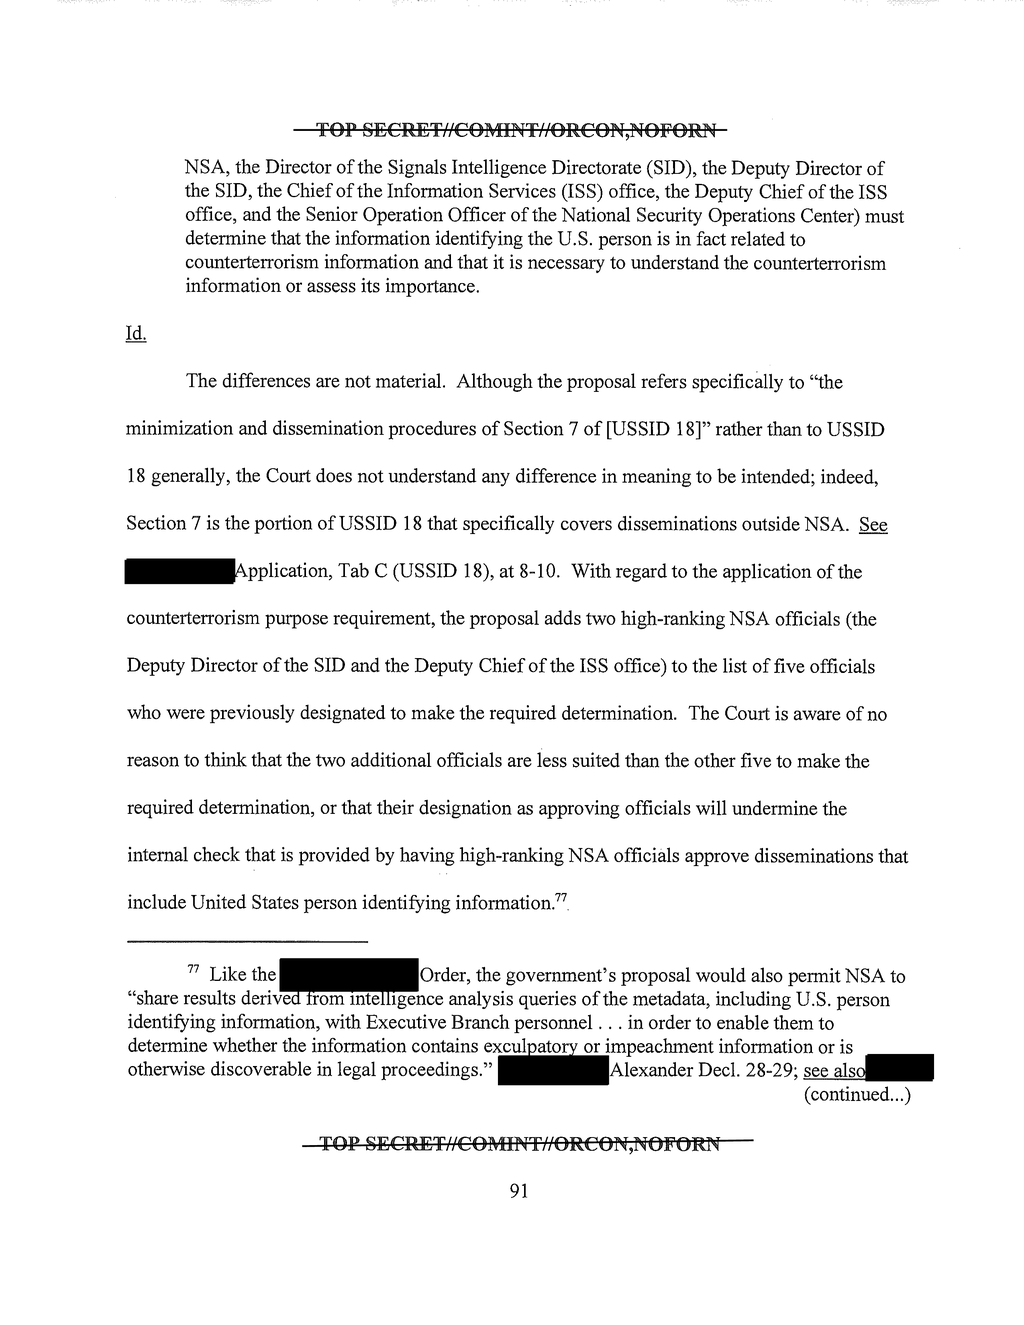 TOP SECRET//COMINT//ORCON,NOFORN
NSA, the Director of the Signals Intelligence Directorate (SID), the Deputy Director of
the SID, the Chief of the Information Services (ISS) office, the Deputy Chief of the ISS
office, and the Senior Operation Officer of the National Security Operations Center) must
determine that the information identifying the U.S. person is in fact related to
counterterrorism information and that it is necessary to understand the counterterrorism
information or assess its importance.
Id.
The differences are not material. Although the proposal refers specifically to “the
minimization and dissemination procedures of Section 7 of [USSID 18]” rather than to USSID
18 generally, the Court does not understand any difference in meaning to be intended; indeed,
Section 7 is the portion of USSID 18 that specifically covers disseminations outside NSA. See
Application, Tab C (USSID 18), at 8-10. With regard to the application of the
counterterrorism purpose requirement, the proposal adds two high-ranking NSA officials (the
Deputy Director of the SID and the Deputy Chief of the ISS office) to the list of five officials
who were previously designated to make the required determination. The Court is aware of no
reason to think that the two additional officials are less suited than the other five to make the
required determination, or that their designation as approving officials will undermine the
internal check that is provided by having high-ranking NSA officials approve disseminations that
include United States person identifying information.77
77 Like the Order, the government’s proposal would also permit NSA to
“share results derived from intelligence analysis queries of the metadata, including U.S. person
identifying information, with Executive Branch personnel . . . in order to enable them to
determine whether the information contains exculpatory or impeachment information or is
otherwise discoverable in legal proceedings.” Alexander Decl. 28-29; see also
(continued...)
TOP SECRET//COMINT//ORCON,NOFORN
91